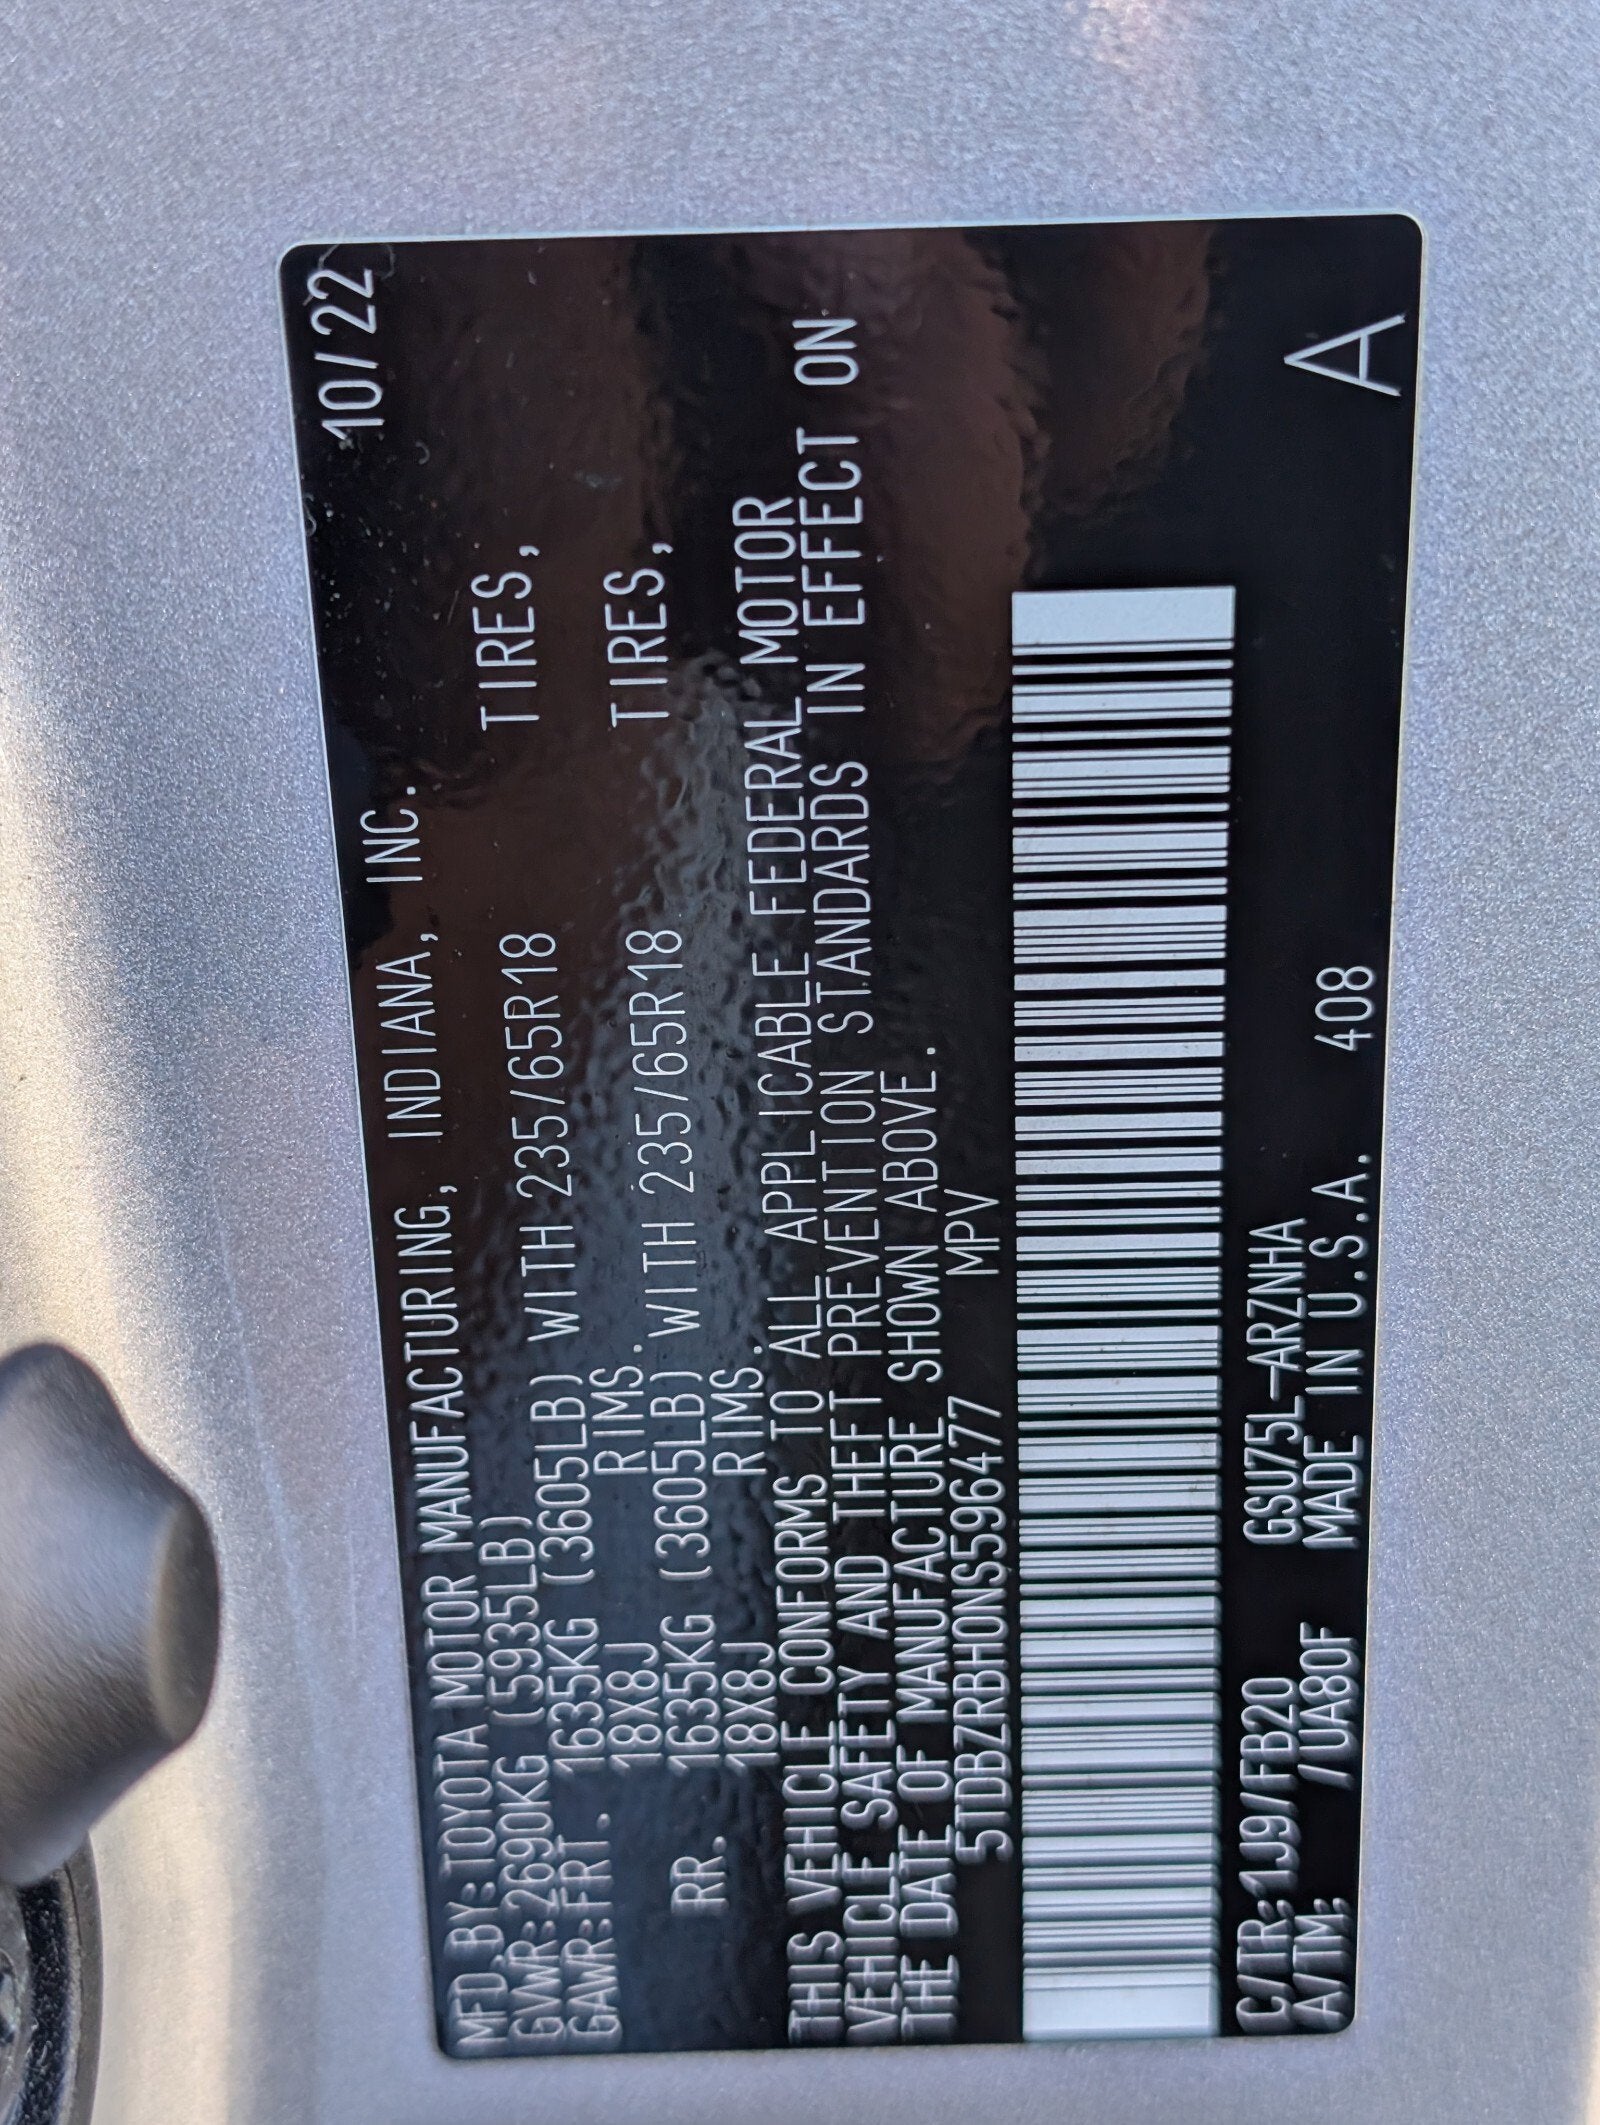 MFD.BY:TOYOTA MOTOR MANUFACTURING, INDIANA, INC. 10/22
GVWR:2690KG (5935LB)
GAWR:FRT. 1635KG (3605LB) WITH 235/65R18 TIRES,
18X8J RIMS.
RR. 1635KG (3605LB) WITH 235/65R18 TIRES,
18X8J RIMS.
THIS VEHICLE CONFORMS TO ALL APPLICABLE FEDERAL MOTOR
VEHICLE SAFETY AND THEFT PREVENTION STANDARDS IN EFFECT ON
THE DATE OF MANUFACTURE SHOWN ABOVE.
5TDBZRBH0NS596477 MPV
C/TR:1J9/FB20 GSU75L-ARZNHA
A/TM: /UA80F MADE IN U.S.A. 408 A